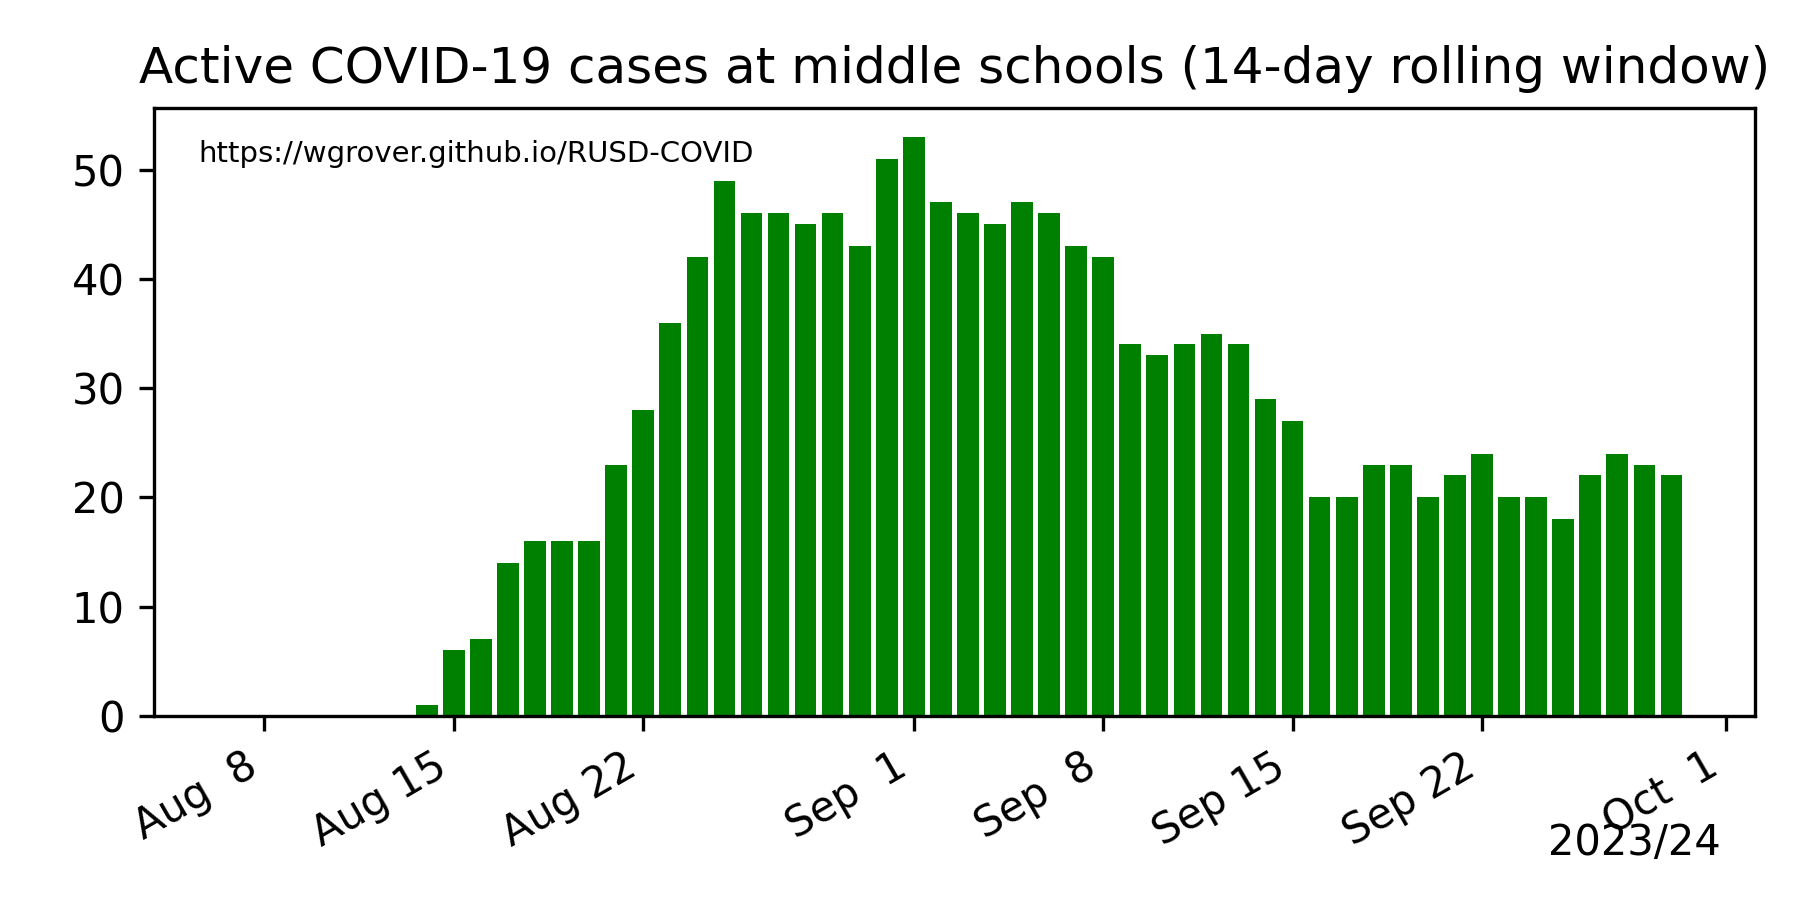 Active COVID-19 cases at middle schools (14-day rolling window)
https://wgrover.github.io/RUSD-COVID
50
40
30
20
10
0
Aug 8
Aug 15
Aug 22
Sep 1
Sep 8
Sep 15
Sep 22
Oct 1
2023/24